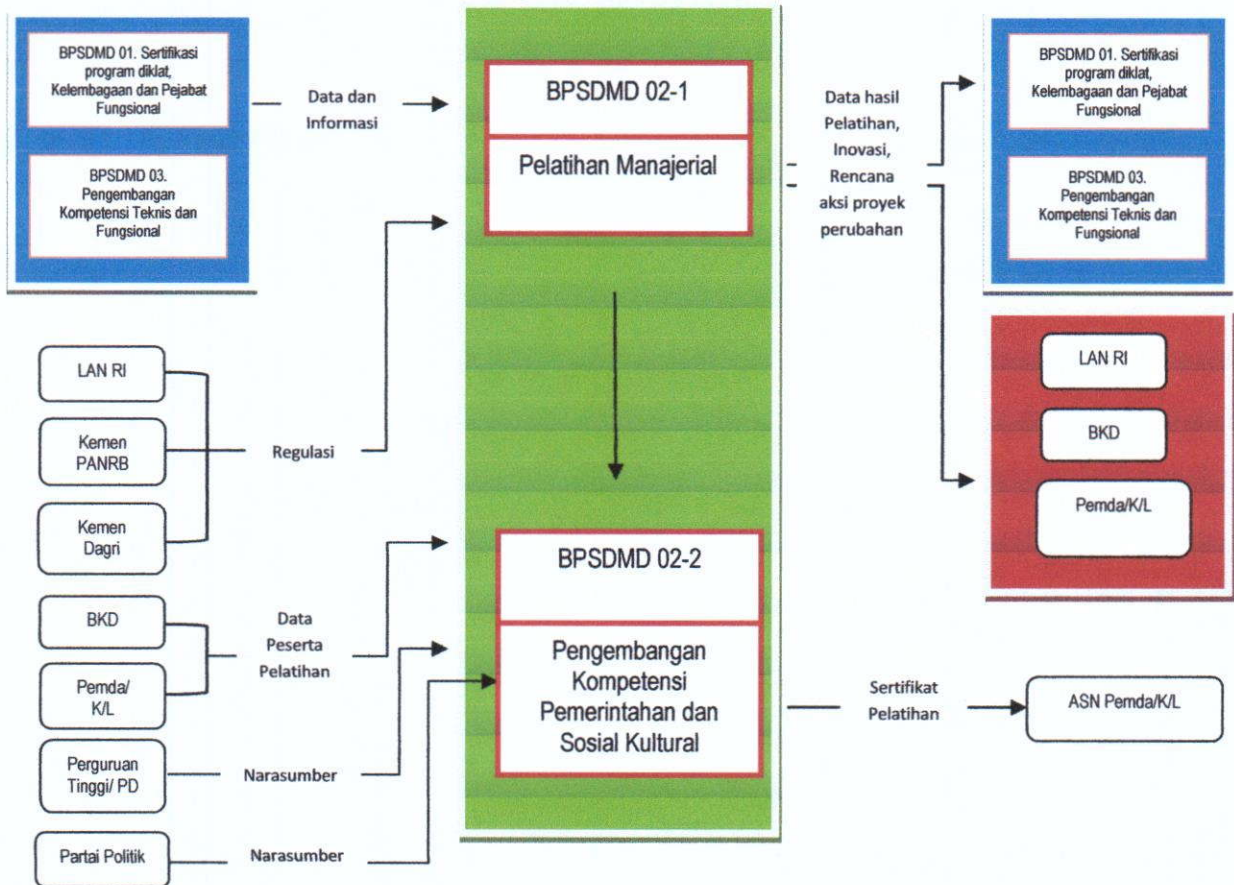 BPSDMD 01. Sertifikasi
program diklat,
Kelembagaan dan Pejabat
Fungsional
BPSDMD 03.
Pengembangan
Kompetensi Teknis dan
Fungsional
Data dan
Informasi
LAN RI
Kemen
PANRB
Kemen
Dagri
Regulasi
BKD
Pemda/
K/L
Data
Peserta
Pelatihan
Perguruan
Tinggi/ PD
Narasumber
Partai Politik
Narasumber
BPSDMD 02-1
Pelatihan Manajerial
BPSDMD 02-2
Pengembangan
Kompetensi
Pemerintahan dan
Sosial Kultural
Data hasil
Pelatihan,
Inovasi,
Rencana
aksi proyek
perubahan
BPSDMD 01. Sertifikasi
program diklat,
Kelembagaan dan Pejabat
Fungsional
BPSDMD 03.
Pengembangan
Kompetensi Teknis dan
Fungsional
LAN RI
BKD
Pemda/K/L
Sertifikat
Pelatihan
ASN Pemda/K/L